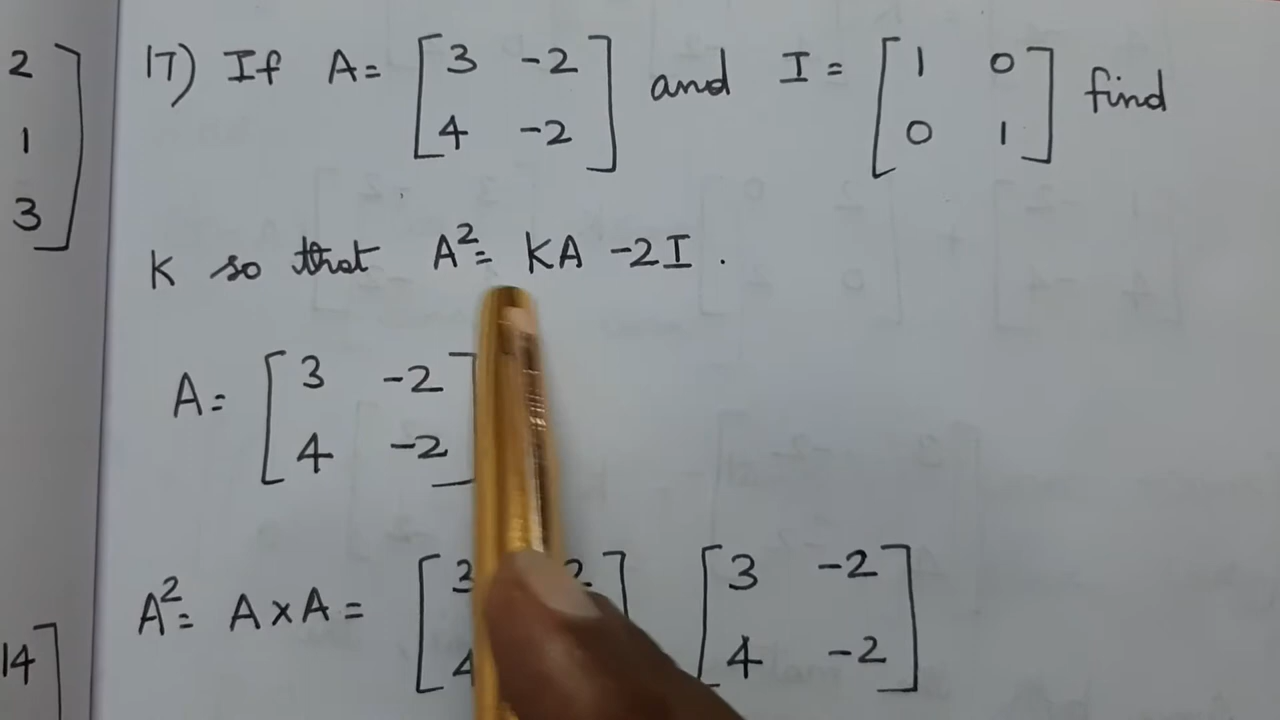 2
1
3
17) If A = [3 -2 4 -2] and I = [1 0 0 1] find
K so that A² = KA - 2I .
A = [3 -2 4 -2]
A² = A × A = [3 2 4] [3 -2 4 -2]
14